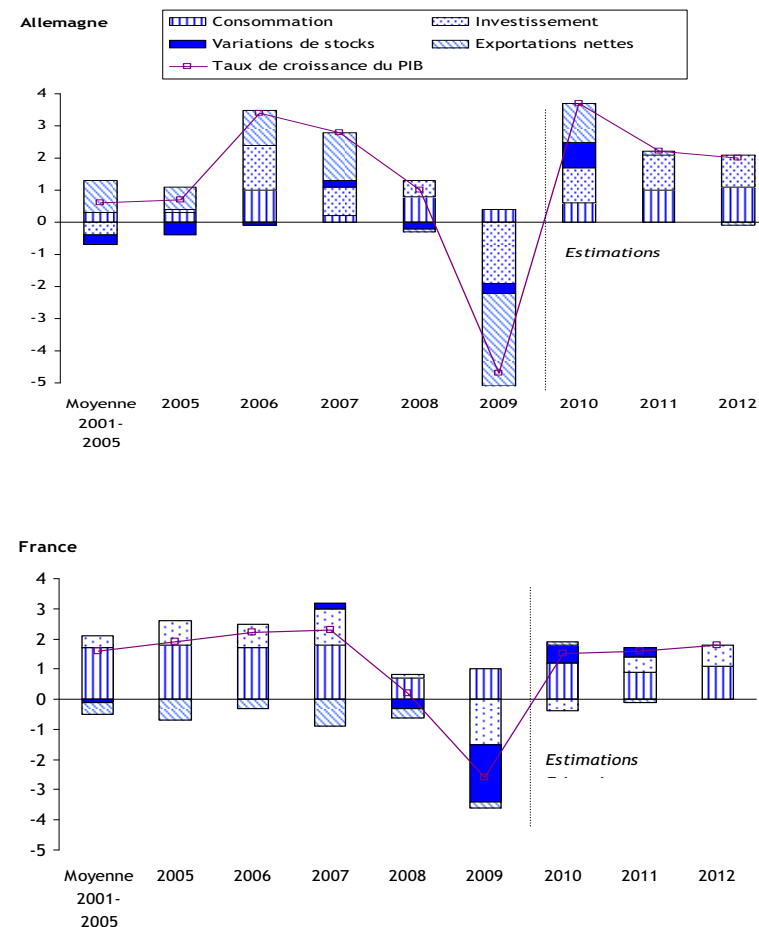 Allemagne
Consommation
Investissement
Variations de stocks
Exportations nettes
Taux de croissance du PIB
4
3
2
1
0
-1
-2
-3
-4
-5
Estimations
Moyenne 2005 2006 2007 2008 2009 2010 2011 2012
2001-
2005
France
4
3
2
1
0
-1
-2
-3
-4
-5
Estimations
Moyenne 2005 2006 2007 2008 2009 2010 2011 2012
2001-
2005